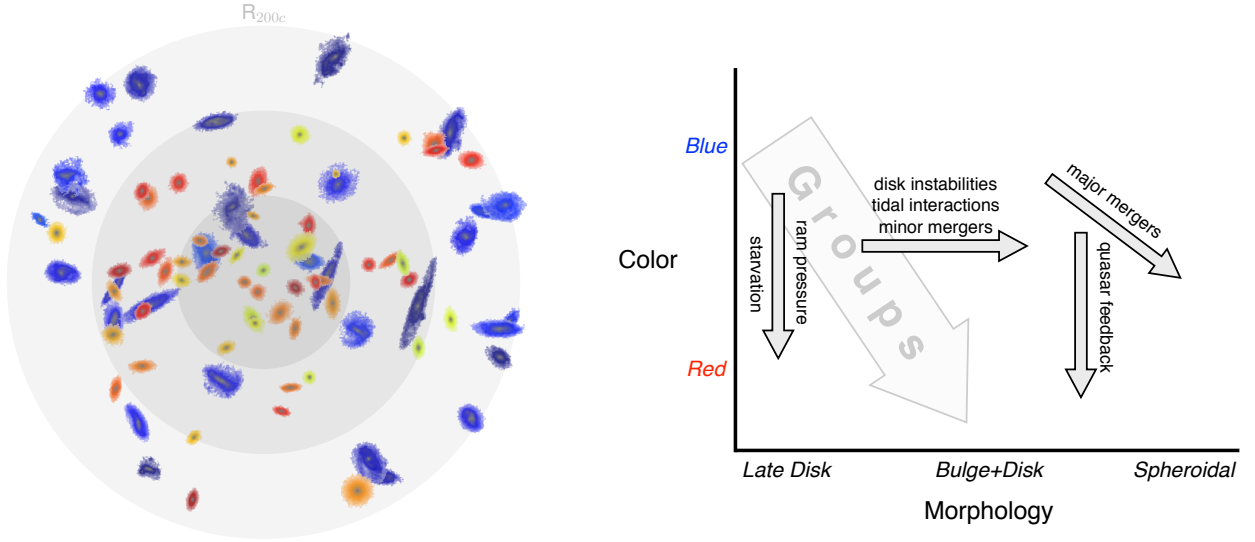 R200c
Blue
Color
Red
Groups
ram pressure
starvation
disk instabilities
tidal interactions
minor mergers
major mergers
quasar feedback
Late Disk
Bulge+Disk
Spheroidal
Morphology